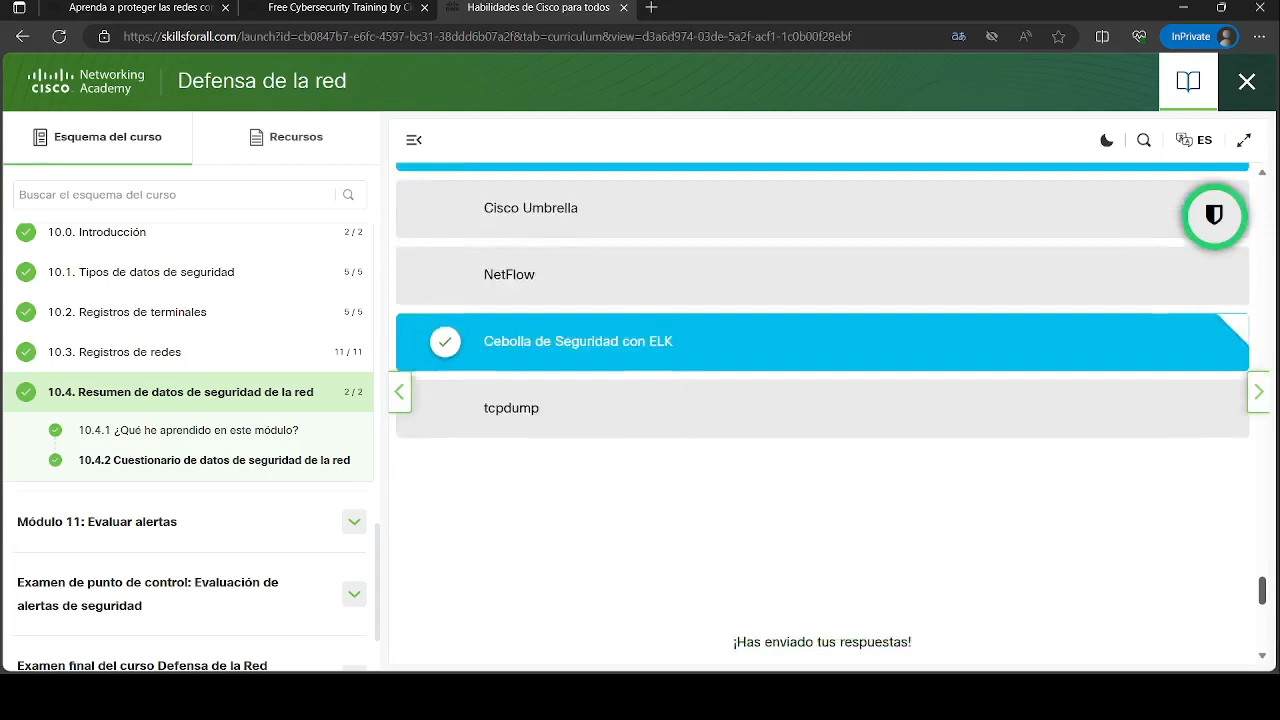 Aprenda a proteger las redes cor
Free Cybersecurity Training by Ci
Habilidades de Cisco para todos
https://skillsforall.com/launch?id=cb0847b7-e6fc-4597-bc31-38ddd6b07a2f&tab=curriculum&view=d3a6d974-03de-5a2f-acf1-1c0b00f28ebf
InPrivate
Networking
CISCO Academy
Defensa de la red
Esquema del curso
Recursos
ES
Buscar el esquema del curso
10.0. Introducción 2 / 2
10.1. Tipos de datos de seguridad 5 / 5
10.2. Registros de terminales 5 / 5
10.3. Registros de redes 11 / 11
10.4. Resumen de datos de seguridad de la red 2 / 2
10.4.1 ¿Qué he aprendido en este módulo?
10.4.2 Cuestionario de datos de seguridad de la red
Módulo 11: Evaluar alertas
Examen de punto de control: Evaluación de
alertas de seguridad
Examen final del curso Defensa de la Red
Cisco Umbrella
NetFlow
Cebolla de Seguridad con ELK
tcpdump
¡Has enviado tus respuestas!